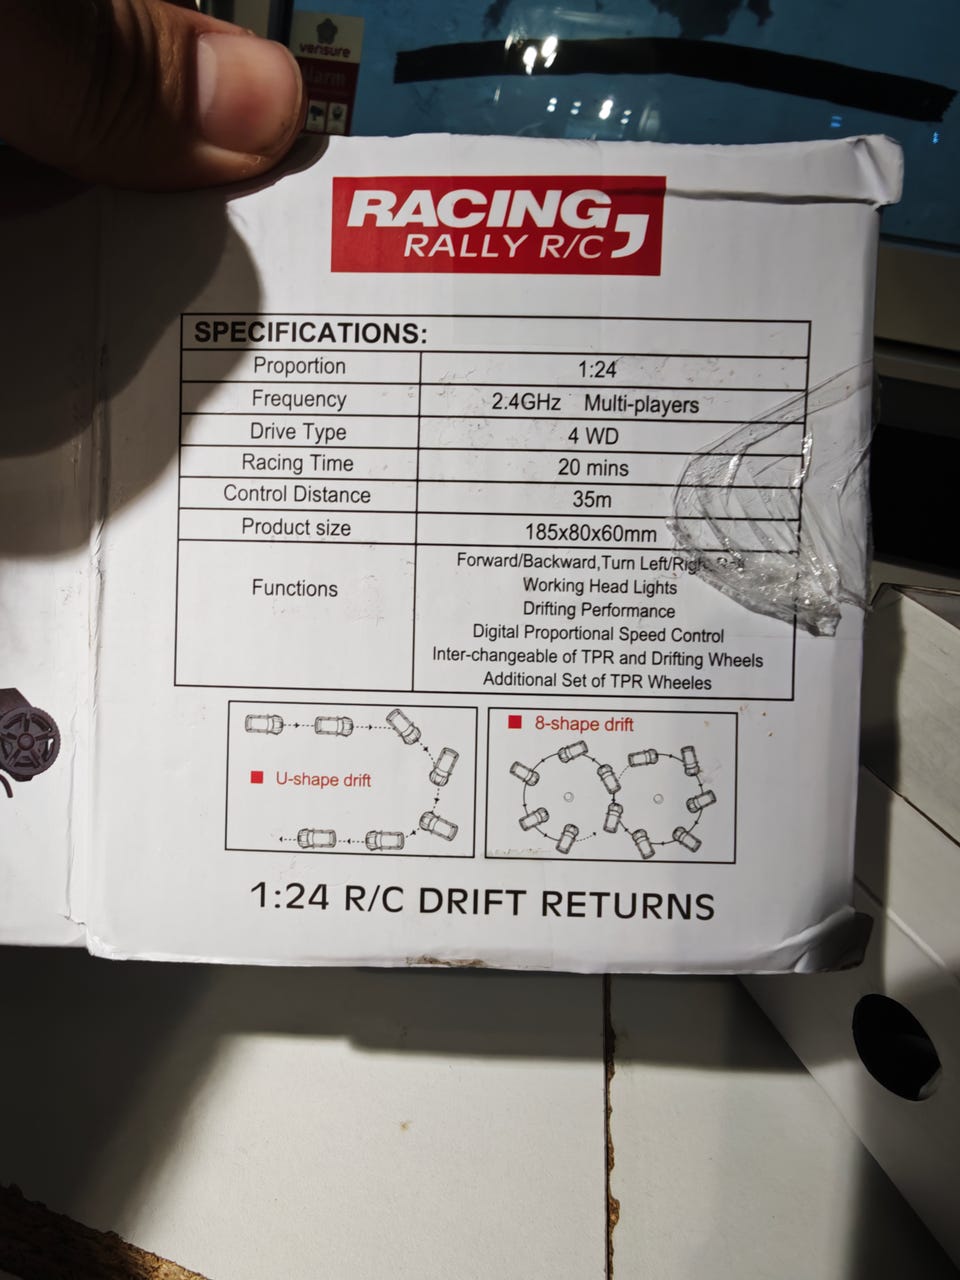 verisure
alarm
RACING,
RALLY R/C
SPECIFICATIONS:
Proportion 1:24
Frequency 2.4GHz Multi-players
Drive Type 4 WD
Racing Time 20 mins
Control Distance 35m
Product size 185x80x60mm
Functions
Forward/Backward,Turn Left/Right
Working Head Lights
Drifting Performance
Digital Proportional Speed Control
Inter-changeable of TPR and Drifting Wheels
Additional Set of TPR Wheeles
U-shape drift
8-shape drift
1:24 R/C DRIFT RETURNS